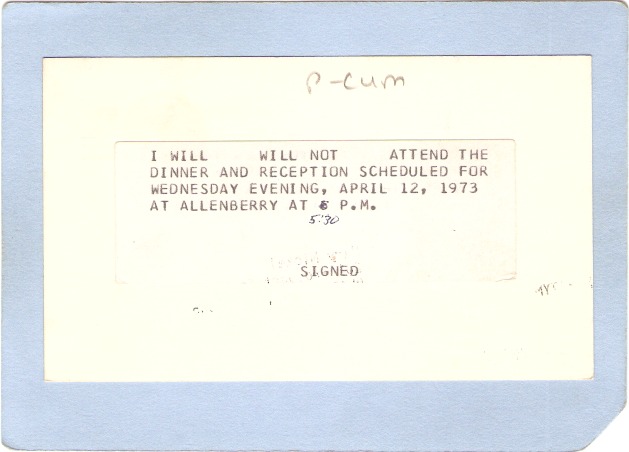 P-CUM
I WILL     WILL NOT     ATTEND THE
DINNER AND RECEPTION SCHEDULED FOR
WEDNESDAY EVENING, APRIL 12, 1973
AT ALLENBERRY AT 6 P.M.
5:30
SIGNED